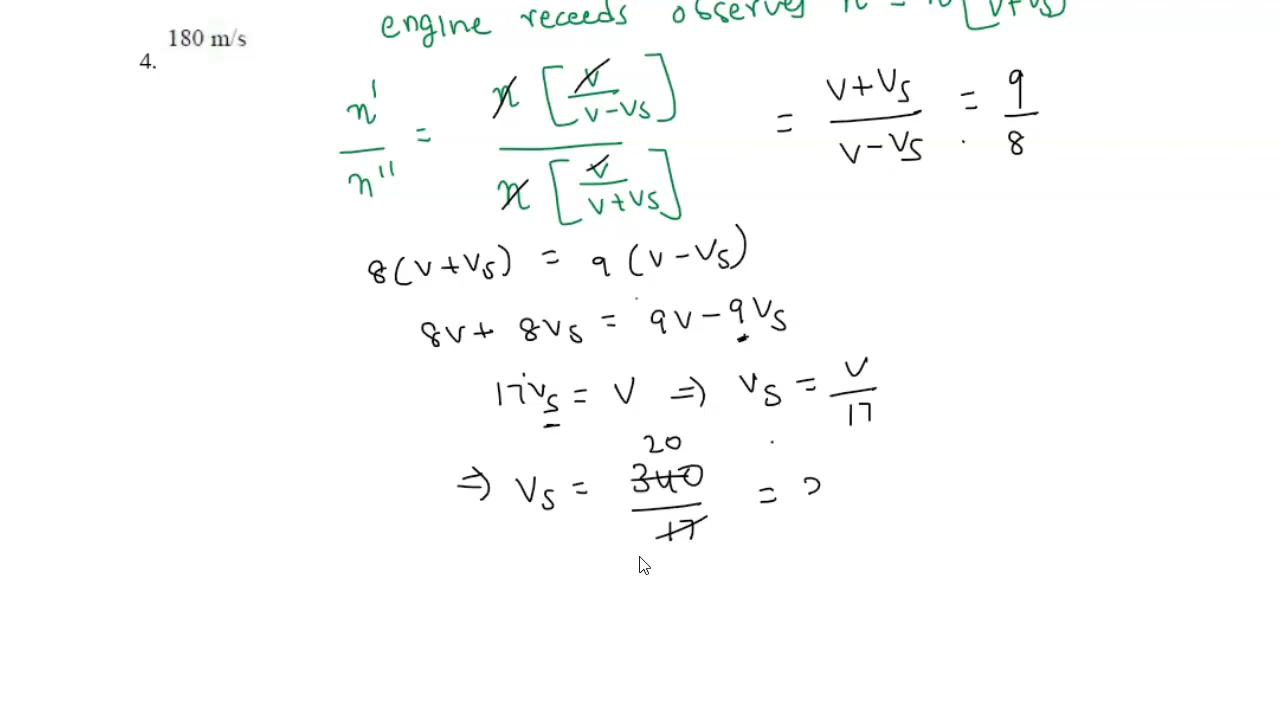 engine receeds observer n = n [v+vs]
180 m/s
4.
n'/n'' = n [v/v-vs] / n [v/v+vs] = v+vs/v-vs = 9/8
8(v+vs) = 9(v-vs)
8v+ 8vs = 9v-9vs
17vs = v ⇒ vs = v/17
20
⇒ vs = 340/17 =